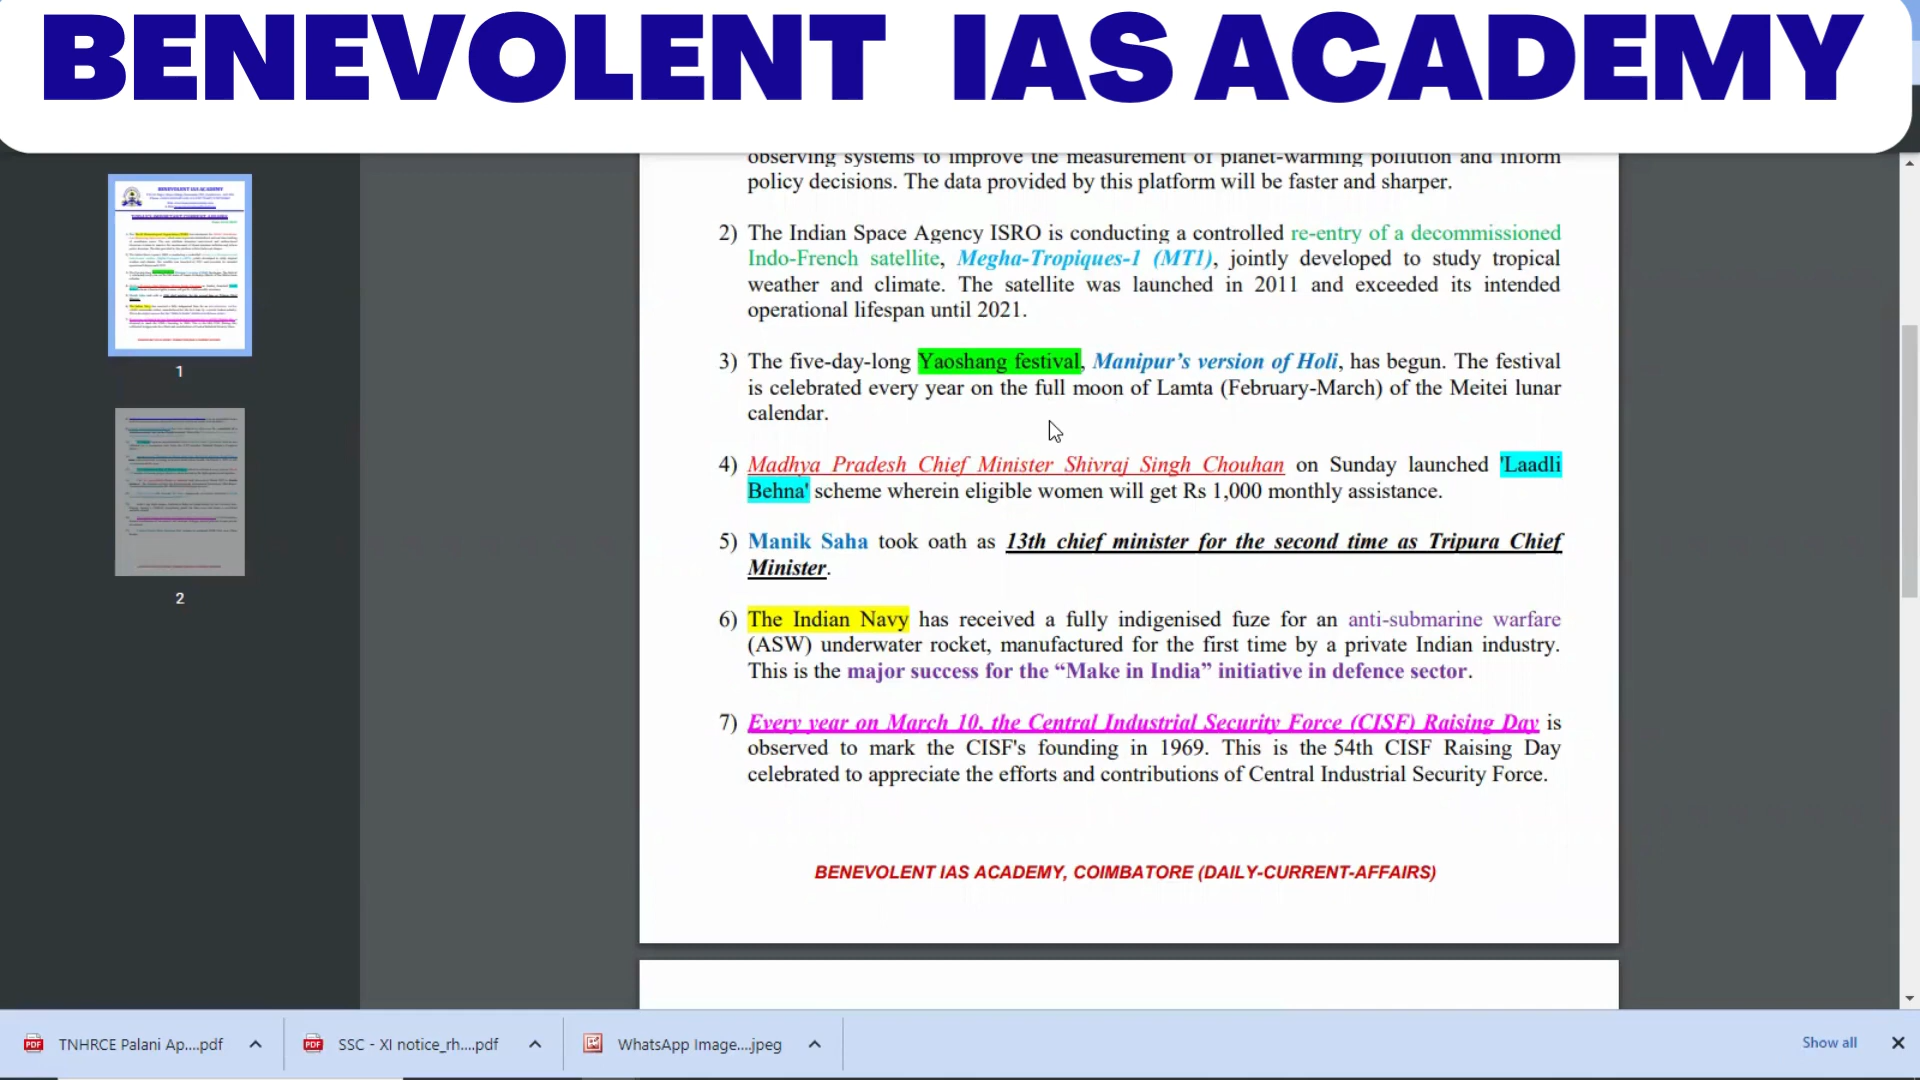 BENEVOLENT IAS ACADEMY
observing systems to improve the measurement of planet-warming pollution and inform
policy decisions. The data provided by this platform will be faster and sharper.
2) The Indian Space Agency ISRO is conducting a controlled re-entry of a decommissioned
Indo-French satellite, Megha-Tropiques-1 (MT1), jointly developed to study tropical
weather and climate. The satellite was launched in 2011 and exceeded its intended
operational lifespan until 2021.
3) The five-day-long Yaoshang festival, Manipur’s version of Holi, has begun. The festival
is celebrated every year on the full moon of Lamta (February-March) of the Meitei lunar
calendar.
4) Madhya Pradesh Chief Minister Shivraj Singh Chouhan on Sunday launched 'Laadli
Behna' scheme wherein eligible women will get Rs 1,000 monthly assistance.
5) Manik Saha took oath as 13th chief minister for the second time as Tripura Chief
Minister.
6) The Indian Navy has received a fully indigenised fuze for an anti-submarine warfare
(ASW) underwater rocket, manufactured for the first time by a private Indian industry.
This is the major success for the “Make in India” initiative in defence sector.
7) Every year on March 10, the Central Industrial Security Force (CISF) Raising Day is
observed to mark the CISF's founding in 1969. This is the 54th CISF Raising Day
celebrated to appreciate the efforts and contributions of Central Industrial Security Force.
BENEVOLENT IAS ACADEMY, COIMBATORE (DAILY-CURRENT-AFFAIRS)
1
2
TNHRCE Palani Ap....pdf
SSC - XI notice_rh....pdf
WhatsApp Image....jpeg
Show all